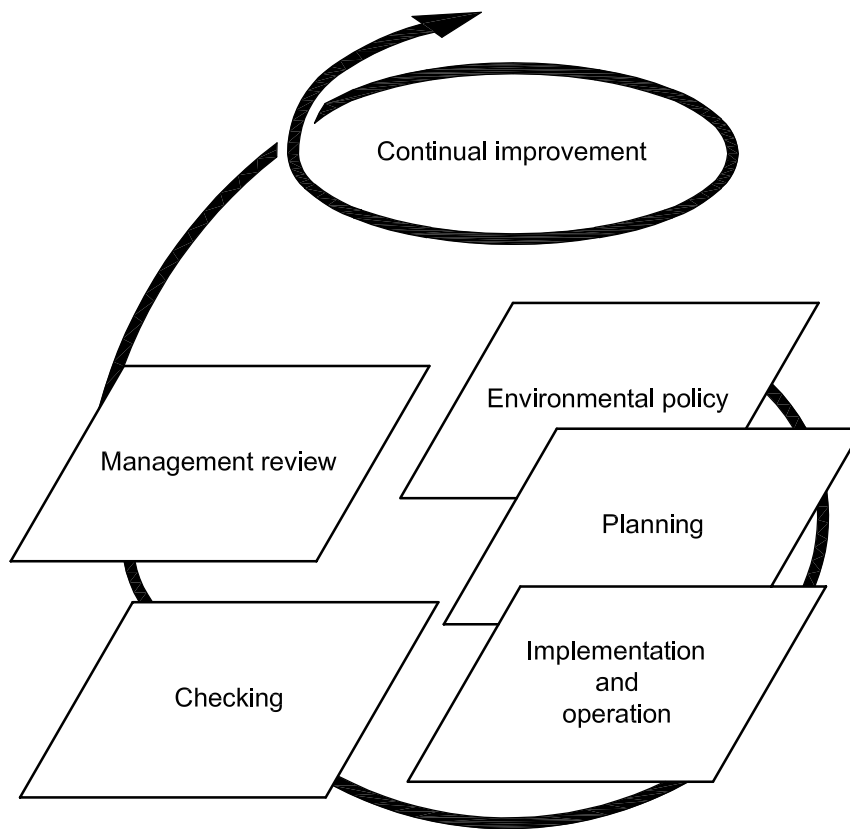 Continual improvement
Environmental policy
Management review
Planning
Implementation
and
operation
Checking